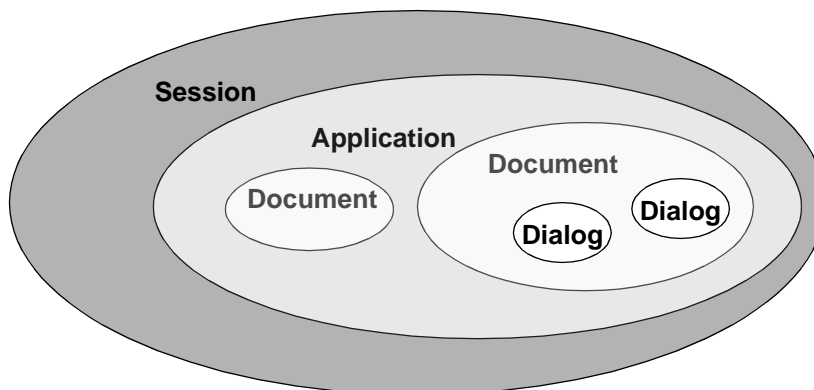 Session
Application
Document
Document
Dialog
Dialog